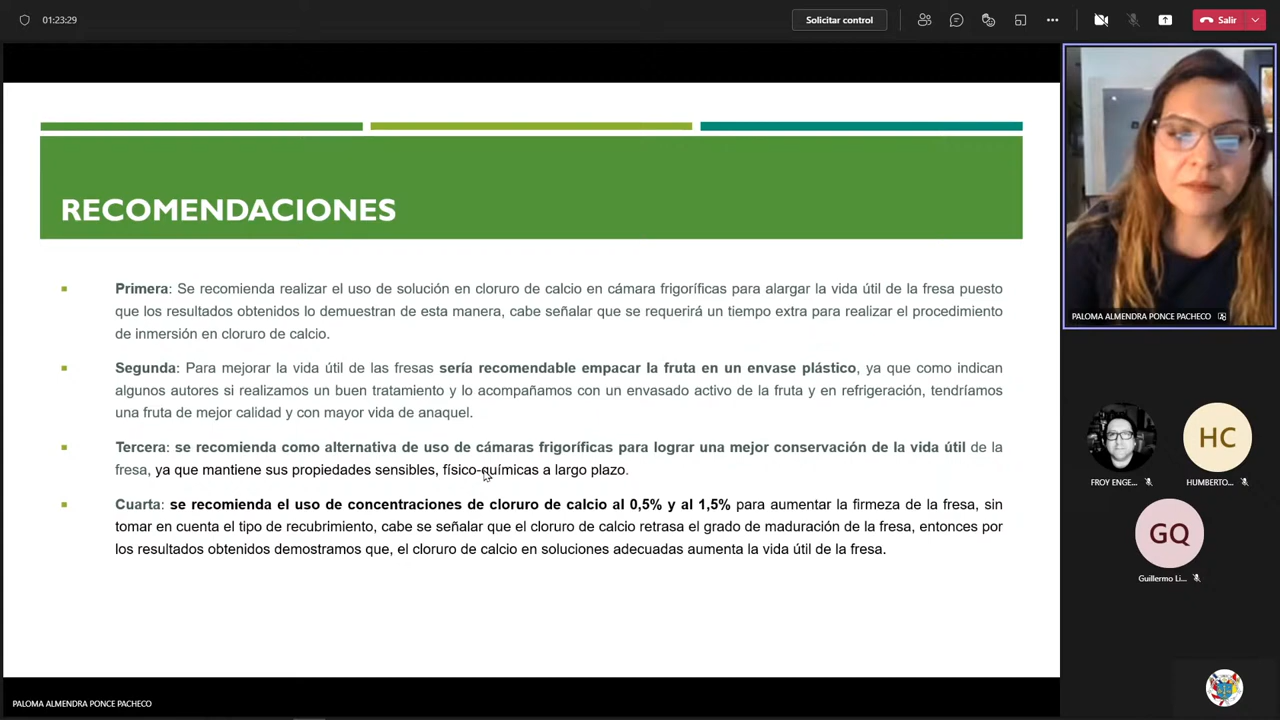 01:23:29
Solicitar control
Salir
RECOMENDACIONES
Primera: Se recomienda realizar el uso de solución en cloruro de calcio en cámara frigoríficas para alargar la vida útil de la fresa puesto
que los resultados obtenidos lo demuestran de esta manera, cabe señalar que se requerirá un tiempo extra para realizar el procedimiento
de inmersión en cloruro de calcio.
Segunda: Para mejorar la vida útil de las fresas sería recomendable empacar la fruta en un envase plástico, ya que como indican
algunos autores si realizamos un buen tratamiento y lo acompañamos con un envasado activo de la fruta y en refrigeración, tendríamos
una fruta de mejor calidad y con mayor vida de anaquel.
Tercera: se recomienda como alternativa de uso de cámaras frigoríficas para lograr una mejor conservación de la vida útil de la
fresa, ya que mantiene sus propiedades sensibles, físico-químicas a largo plazo.
Cuarta: se recomienda el uso de concentraciones de cloruro de calcio al 0,5% y al 1,5% para aumentar la firmeza de la fresa, sin
tomar en cuenta el tipo de recubrimiento, cabe se señalar que el cloruro de calcio retrasa el grado de maduración de la fresa, entonces por
los resultados obtenidos demostramos que, el cloruro de calcio en soluciones adecuadas aumenta la vida útil de la fresa.
PALOMA ALMENDRA PONCE PACHECO
HC
FROY ENGE...
HUMBERTO...
GQ
Guillermo Li...
PALOMA ALMENDRA PONCE PACHECO